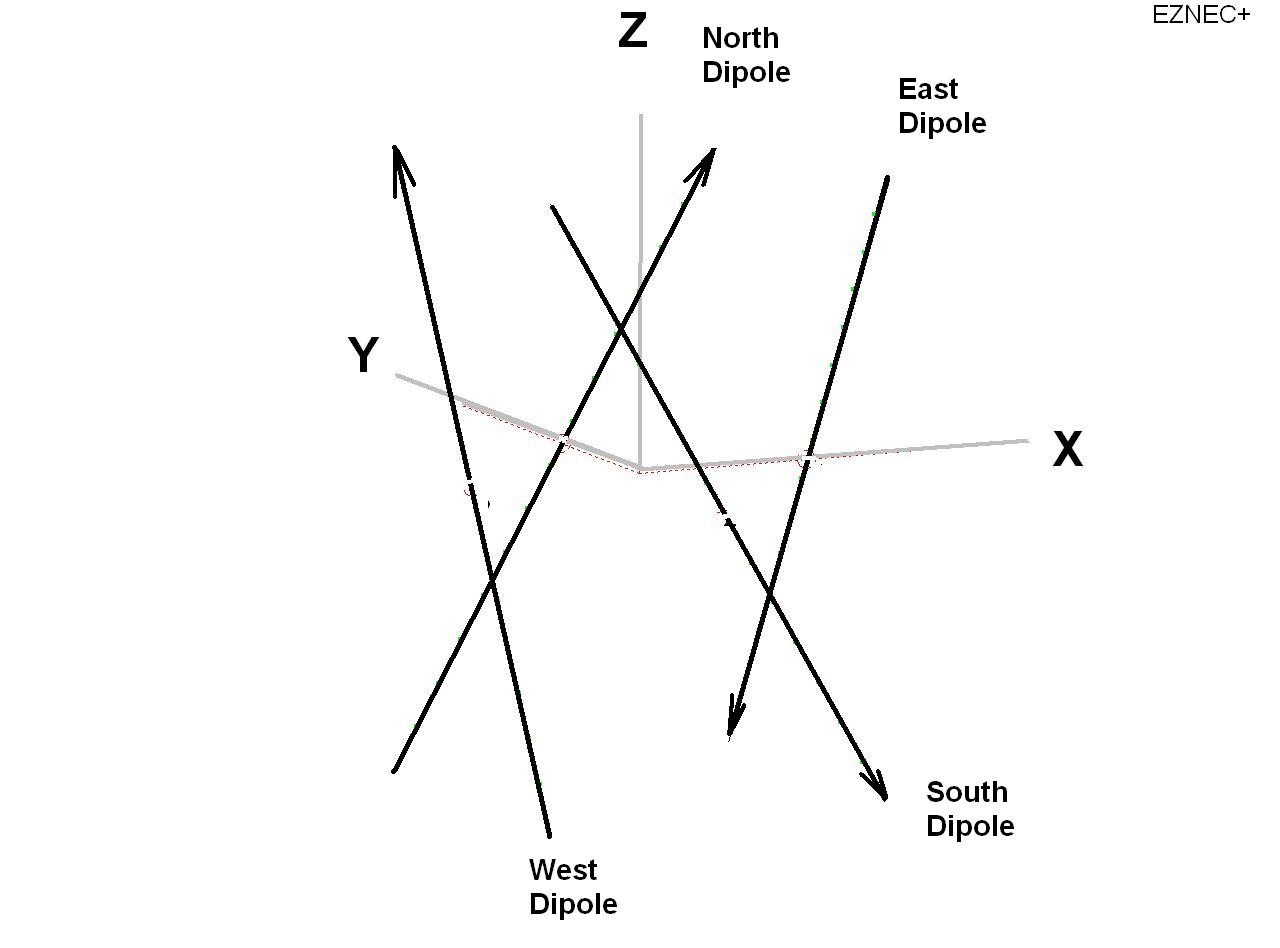 EZNEC+
Z
North
Dipole
East
Dipole
Y
X
South
Dipole
West
Dipole